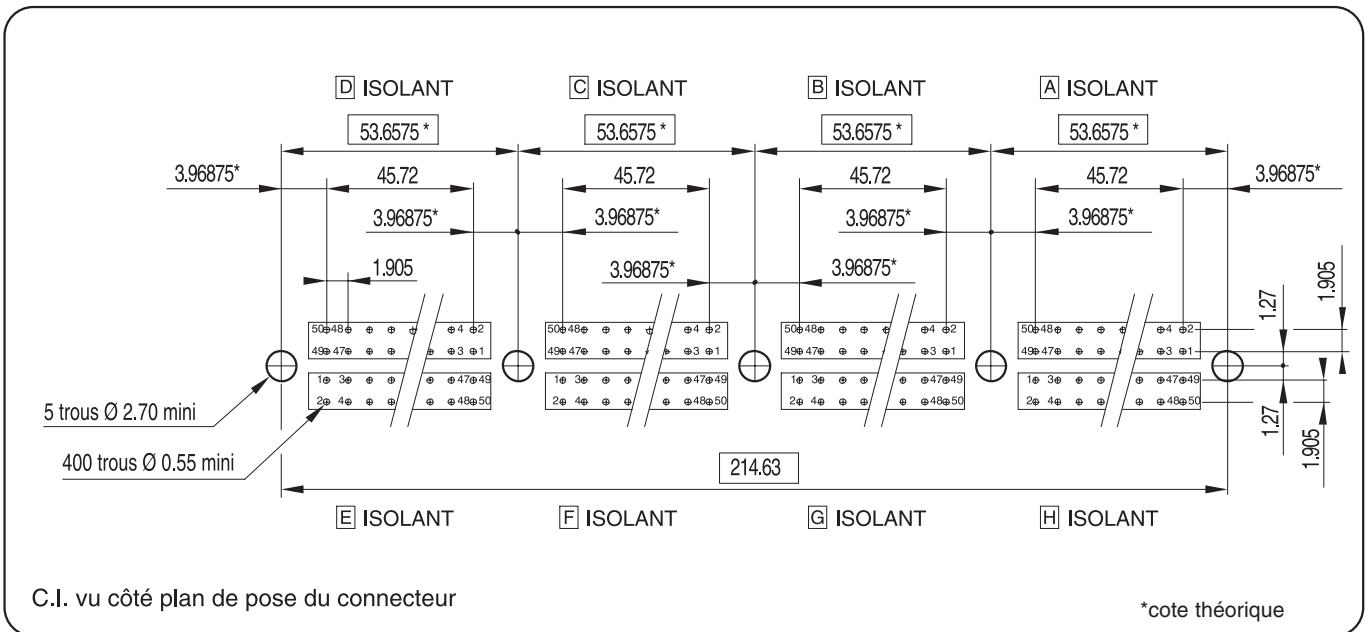 D ISOLANT C ISOLANT B ISOLANT A ISOLANT
53.6575 * 53.6575 * 53.6575 * 53.6575 *
3.96875* 45.72 45.72 45.72 45.72 3.96875*
3.96875* 3.96875* 3.96875* 3.96875*
1.905 3.96875* 3.96875* 1.27 1.905
50 48 4 2 50 48 4 2 50 48 4 2 50 48 4 2
49 47 3 1 49 47 3 1 49 47 3 1 49 47 3 1
1 3 47 49 1 3 47 49 1 3 47 49 1 3 47 49
2 4 48 50 2 4 48 50 2 4 48 50 2 4 48 50
5 trous Ø 2.70 mini 1.27 1.905
400 trous Ø 0.55 mini
214.63
E ISOLANT F ISOLANT G ISOLANT H ISOLANT
C.I. vu côté plan de pose du connecteur
*cote théorique